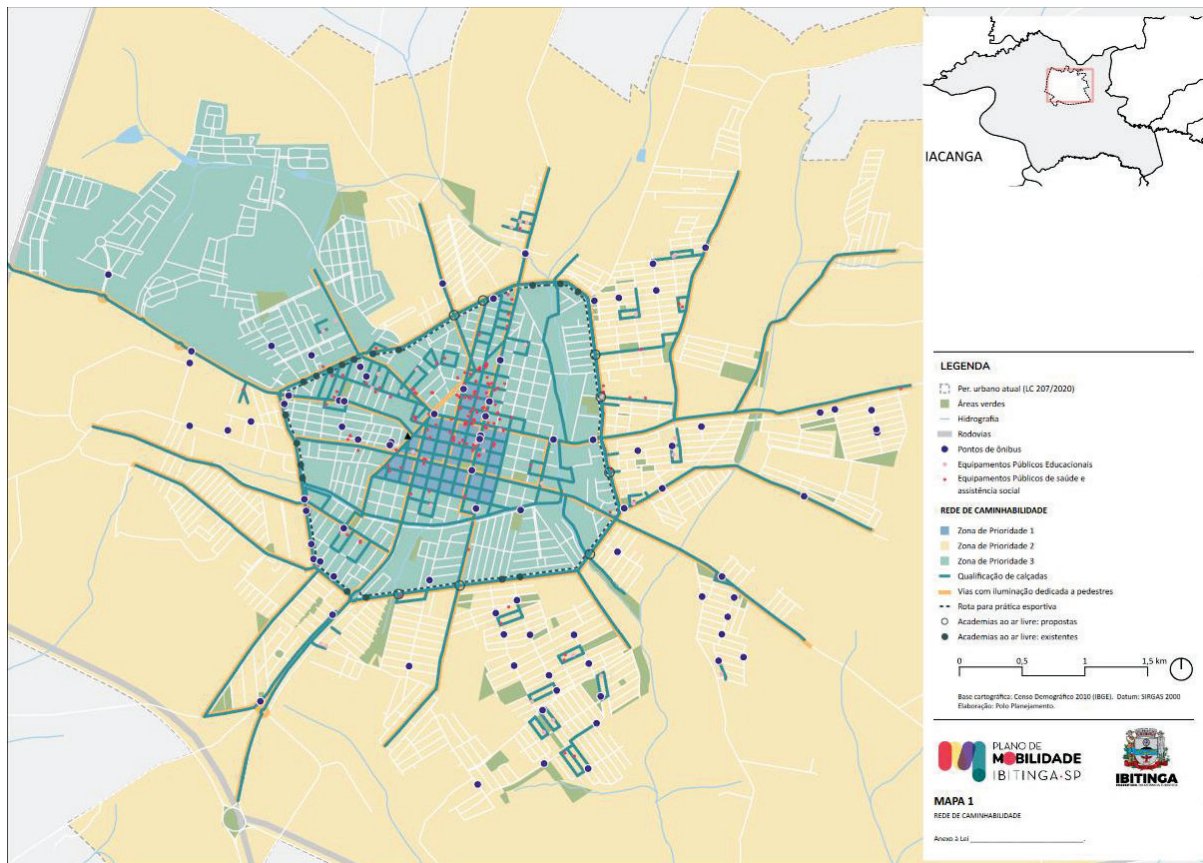 IACANGA
LEGENDA
Per. urbano atual (LC 207/2020)
Áreas verdes
Hidrografia
Rodovias
Pontos de ônibus
Equipamentos Públicos Educacionais
Equipamentos Públicos de saúde e
assistência social
REDE DE CAMINHABILIDADE
Zona de Prioridade 1
Zona de Prioridade 2
Zona de Prioridade 3
Qualificação de calçadas
Vias com iluminação dedicada a pedestres
Rota para prática esportiva
Academias ao ar livre: propostas
Academias ao ar livre: existentes
0 0,5 1 1,5 km
Base cartográfica: Censo Demográfico 2010 (IBGE). Datum: SIRGAS 2000
Elaboração: Polo Planejamento.
PLANO DE
MOBILIDADE
IBITINGA•SP
IBITINGA
MAPA 1
REDE DE CAMINHABILIDADE
Anexo à Lei ______________________________.